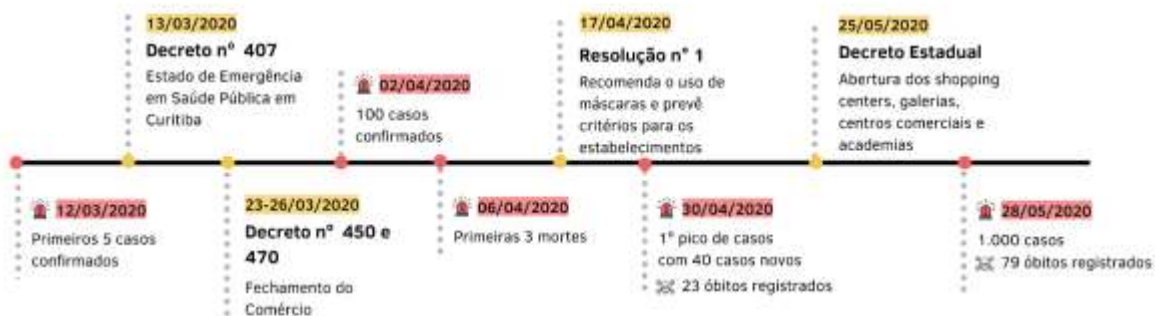 13/03/2020
Decreto nº 407
Estado de Emergência
em Saúde Pública em
Curitiba
02/04/2020
100 casos
confirmados
17/04/2020
Resolução n° 1
Recomenda o uso de
máscaras e prevê
critérios para os
estabelecimentos
25/05/2020
Decreto Estadual
Abertura dos shopping
centers, galerias,
centros comerciais e
academias
12/03/2020
Primeiros 5 casos
confirmados
23-26/03/2020
Decreto nº 450 e
470
Fechamento do
Comércio
06/04/2020
Primeiras 3 mortes
30/04/2020
1º pico de casos
com 40 casos novos
23 óbitos registrados
28/05/2020
1.000 casos
79 óbitos registrados